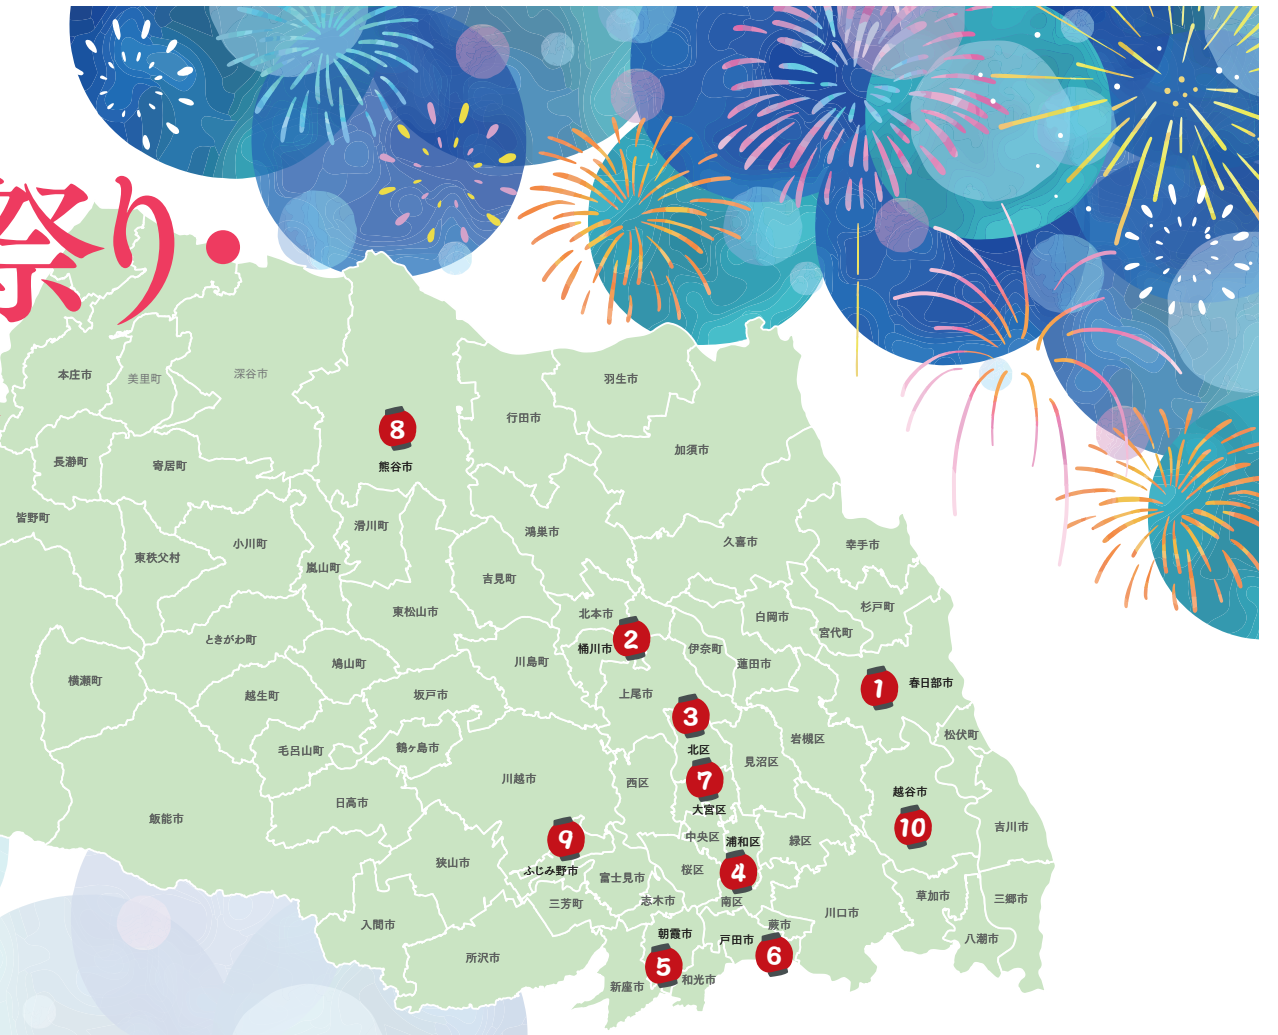 祭り・
本庄市
美里町
深谷市
羽生市
行田市
8
熊谷市
加須市
長瀞町
寄居町
皆野町
滑川町
鴻巣市
久喜市
幸手市
東秩父村
小川町
嵐山町
吉見町
東松山市
北本市
白岡市
杉戸町
宮代町
ときがわ町
2
桶川市
伊奈町
蓮田市
鳩山町
川島町
横瀬町
越生町
坂戸市
上尾市
1
春日部市
3
北区
岩槻区
松伏町
毛呂山町
鶴ヶ島市
見沼区
川越市
西区
7
大宮区
越谷市
10
日高市
飯能市
吉川市
9
ふじみ野市
中央区
浦和区
緑区
狭山市
富士見市
桜区
4
三芳町
志木市
南区
草加市
三郷市
入間市
川口市
蕨市
朝霞市
戸田市
八潮市
所沢市
5
6
新座市
和光市